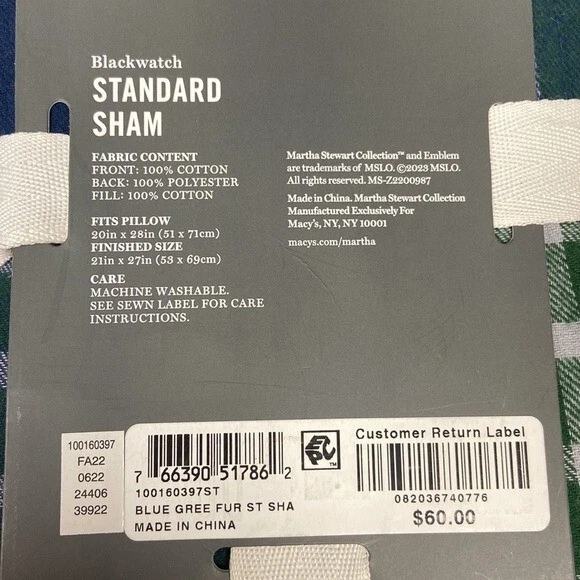 Blackwatch
STANDARD
SHAM
FABRIC CONTENT
FRONT: 100% COTTON
BACK: 100% POLYESTER
FILL: 100% COTTON
FITS PILLOW
20in x 28in (51 x 71cm)
FINISHED SIZE
21in x 27in (53 x 69cm)
CARE
MACHINE WASHABLE.
SEE SEWN LABEL FOR CARE
INSTRUCTIONS.
Martha Stewart Collection™ and Emblem
are trademarks of MSLO. ©2023 MSLO.
All rights reserved. MS-Z2200987
Made in China. Martha Stewart Collection
Manufactured Exclusively For
Macy's, NY, NY 10001
macys.com/martha
100160397
FA22
0622
24406
39922
7 66390 51786 2
100160397ST
BLUE GREE FUR ST SHA
MADE IN CHINA
EPC™
Customer Return Label
082036740776
$60.00